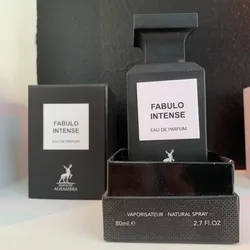 FABULO
INTENSE
EAU DE PARFUM
ALHAMBRA
FABULO
INTENSE
EAU DE PARFUM
VAPORISATEUR · NATURAL SPRAY
80ml ℮ 2.7 FL.OZ